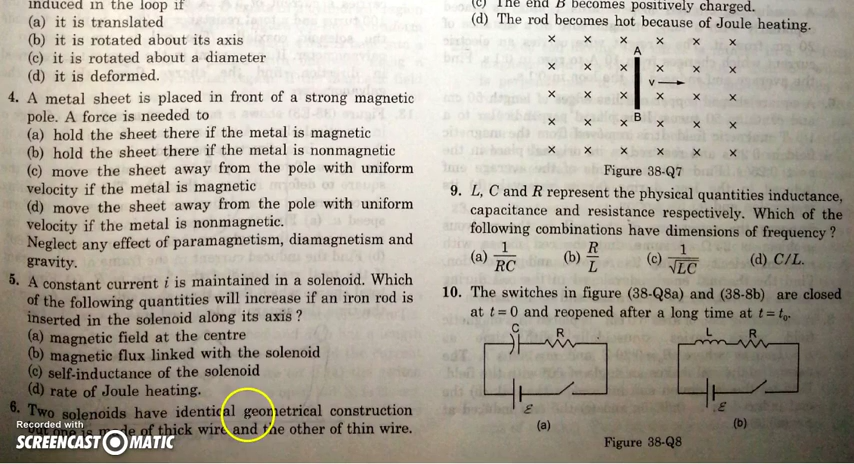 induced in the loop if
(a) it is translated
(b) it is rotated about its axis
(c) it is rotated about a diameter
(d) it is deformed.
4. A metal sheet is placed in front of a strong magnetic
pole. A force is needed to
(a) hold the sheet there if the metal is magnetic
(b) hold the sheet there if the metal is nonmagnetic
(c) move the sheet away from the pole with uniform
velocity if the metal is magnetic
(d) move the sheet away from the pole with uniform
velocity if the metal is nonmagnetic.
Neglect any effect of paramagnetism, diamagnetism and
gravity.
5. A constant current i is maintained in a solenoid. Which
of the following quantities will increase if an iron rod is
inserted in the solenoid along its axis ?
(a) magnetic field at the centre
(b) magnetic flux linked with the solenoid
(c) self-inductance of the solenoid
(d) rate of Joule heating.
6. Two solenoids have identical geometrical construction
but one is made of thick wire and the other of thin wire.
Recorded with
SCREENCAST O MATIC
(c) The end B becomes positively charged.
(d) The rod becomes hot because of Joule heating.
× × × × × ×
A
× × × × × ×
v
× × × × × ×
B
× × × × × ×
× × × × × ×
Figure 38-Q7
9. L, C and R represent the physical quantities inductance,
capacitance and resistance respectively. Which of the
following combinations have dimensions of frequency ?
(a) 1/RC (b) R/L (c) 1/√LC (d) C/L.
10. The switches in figure (38-Q8a) and (38-8b) are closed
at t = 0 and reopened after a long time at t = t₀.
C R L R
ℰ ℰ
(a) (b)
Figure 38-Q8